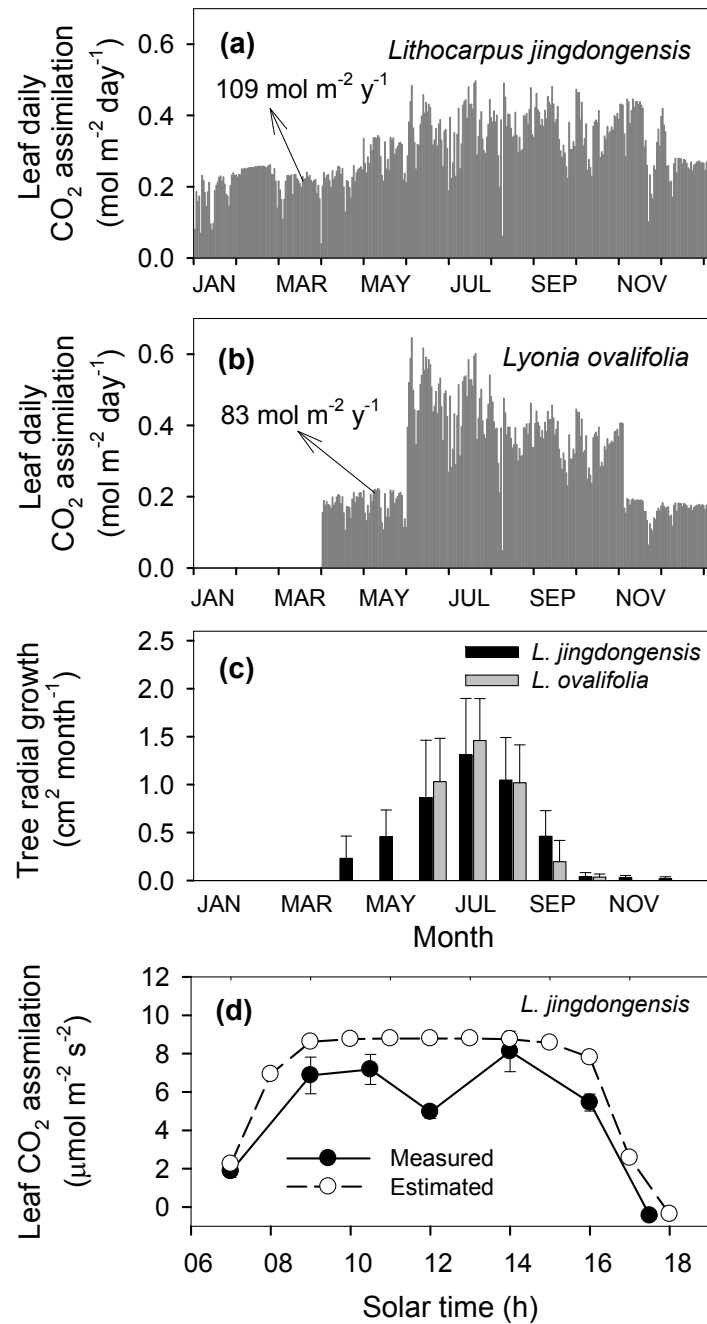 (a)
Lithocarpus jingdongensis
109 mol m-2 y-1
Leaf daily
CO2 assimilation
(mol m-2 day-1)
0.6
0.4
0.2
0.0
JAN MAR MAY JUL SEP NOV
(b)
Lyonia ovalifolia
83 mol m-2 y-1
Leaf daily
CO2 assimilation
(mol m-2 day-1)
0.6
0.4
0.2
0.0
JAN MAR MAY JUL SEP NOV
(c)
L. jingdongensis
L. ovalifolia
Tree radial growth
(cm2 month-1)
2.5
2.0
1.5
1.0
0.5
0.0
JAN MAR MAY JUL SEP NOV
Month
(d)
L. jingdongensis
Leaf CO2 assmilation
(μmol m-2 s-2)
12
10
8
6
4
2
0
Measured
Estimated
06 08 10 12 14 16 18
Solar time (h)